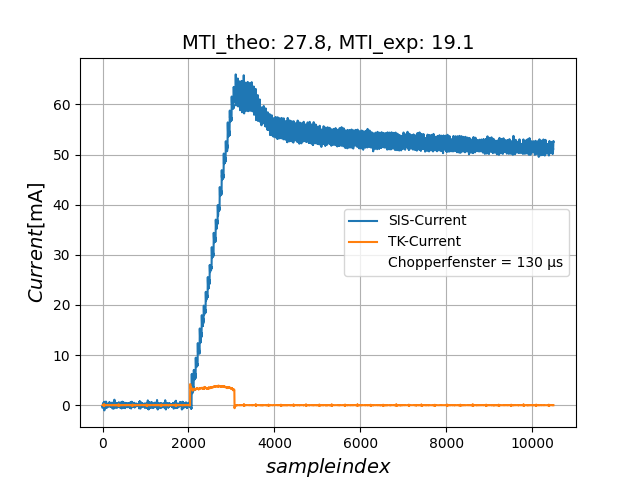 MTI_theo: 27.8, MTI_exp: 19.1
60
50
40
30
20
10
0
Current[mA]
SIS-Current
TK-Current
Chopperfenster = 130 µs
0 2000 4000 6000 8000 10000
sampleindex